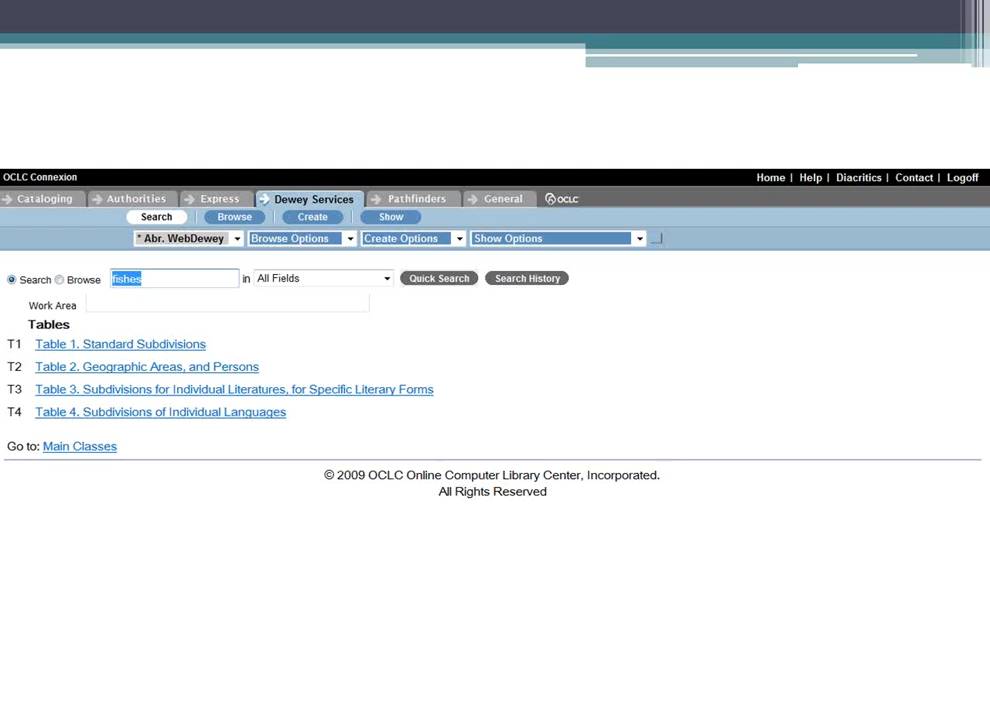 OCLC Connexion Home | Help | Diacritics | Contact | Logoff
Cataloging Authorities Express Dewey Services Pathfinders General OCLC
Search Browse Create Show
* Abr. WebDewey Browse Options Create Options Show Options
Search Browse fishes in All Fields Quick Search Search History
Work Area
Tables
T1 Table 1. Standard Subdivisions
T2 Table 2. Geographic Areas, and Persons
T3 Table 3. Subdivisions for Individual Literatures, for Specific Literary Forms
T4 Table 4. Subdivisions of Individual Languages
Go to: Main Classes
© 2009 OCLC Online Computer Library Center, Incorporated.
All Rights Reserved